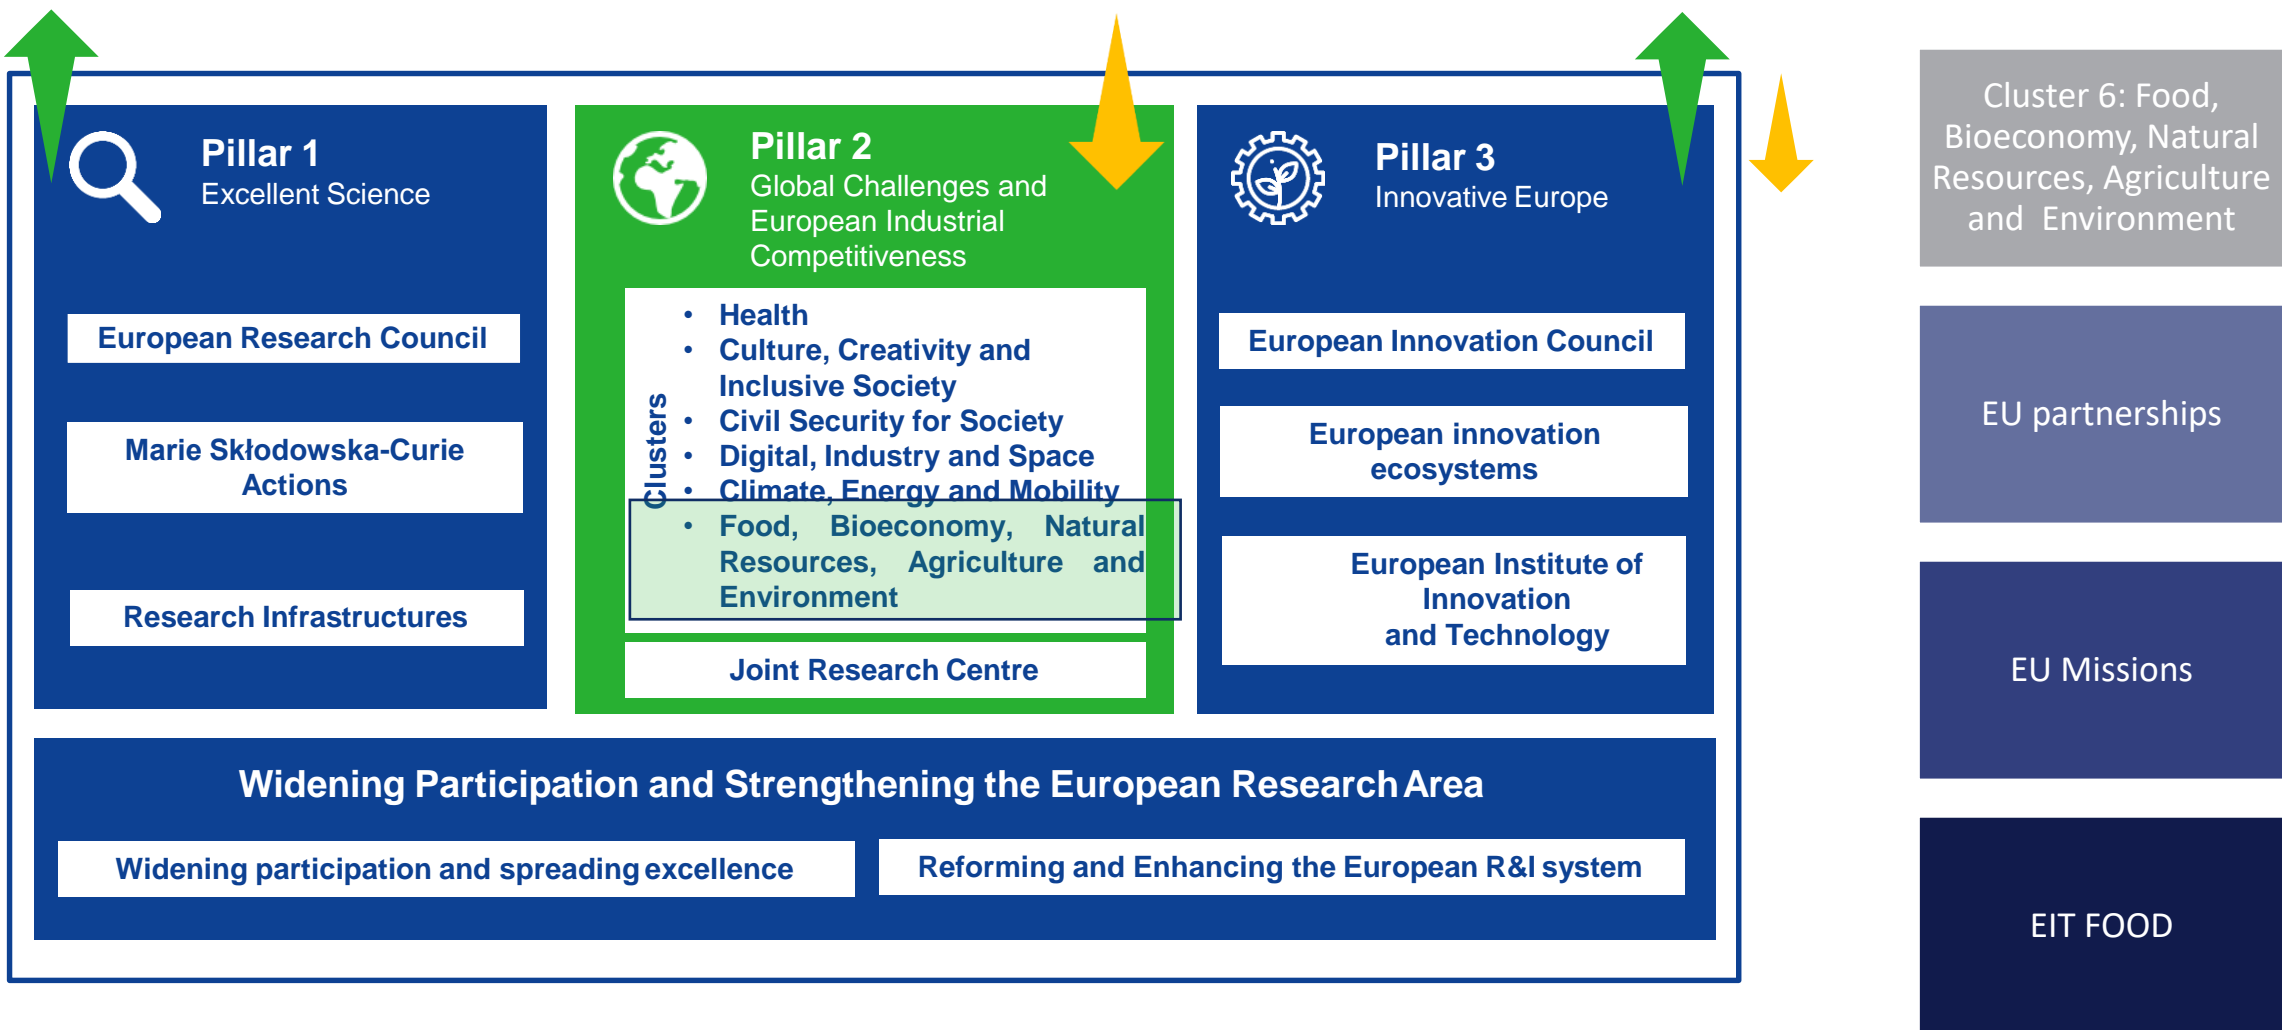 Pillar 1
Excellent Science
European Research Council
Marie Skłodowska-Curie
Actions
Research Infrastructures
Pillar 2
Global Challenges and
European Industrial
Competitiveness
Clusters
• Health
• Culture, Creativity and
Inclusive Society
• Civil Security for Society
• Digital, Industry and Space
• Climate, Energy and Mobility
• Food, Bioeconomy, Natural
Resources, Agriculture and
Environment
Joint Research Centre
Pillar 3
Innovative Europe
European Innovation Council
European innovation
ecosystems
European Institute of
Innovation
and Technology
Widening Participation and Strengthening the European Research Area
Widening participation and spreading excellence
Reforming and Enhancing the European R&I system
Cluster 6: Food,
Bioeconomy, Natural
Resources, Agriculture
and Environment
EU partnerships
EU Missions
EIT FOOD